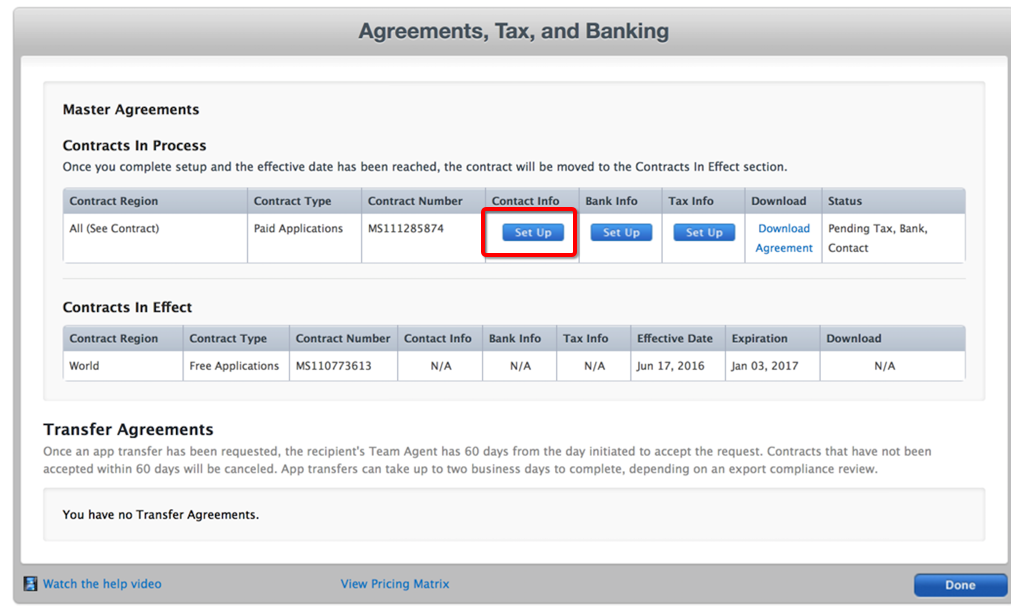 Agreements, Tax, and Banking
Master Agreements
Contracts In Process
Once you complete setup and the effective date has been reached, the contract will be moved to the Contracts In Effect section.
Contract Region Contract Type Contract Number Contact Info Bank Info Tax Info Download Status
All (See Contract) Paid Applications MS111285874 Set Up Set Up Set Up Download Pending Tax, Bank,
Agreement Contact
Contracts In Effect
Contract Region Contract Type Contract Number Contact Info Bank Info Tax Info Effective Date Expiration Download
World Free Applications MS110773613 N/A N/A N/A Jun 17, 2016 Jan 03, 2017 N/A
Transfer Agreements
Once an app transfer has been requested, the recipient's Team Agent has 60 days from the day initiated to accept the request. Contracts that have not been
accepted within 60 days will be canceled. App transfers can take up to two business days to complete, depending on an export compliance review.
You have no Transfer Agreements.
Watch the help video View Pricing Matrix Done